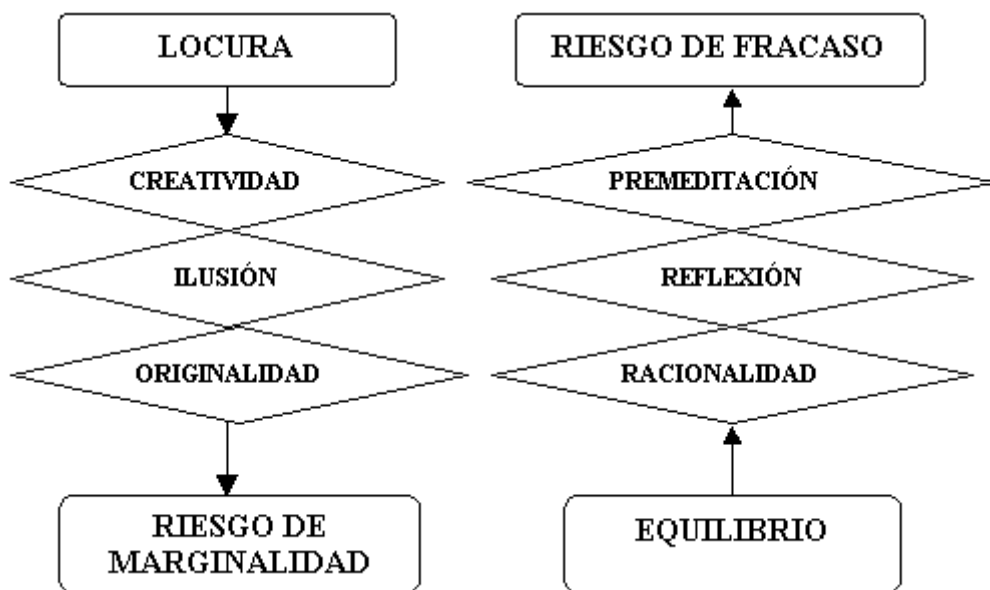 LOCURA
CREATIVIDAD
ILUSIÓN
ORIGINALIDAD
RIESGO DE
MARGINALIDAD
RIESGO DE FRACASO
PREMEDITACIÓN
REFLEXIÓN
RACIONALIDAD
EQUILIBRIO